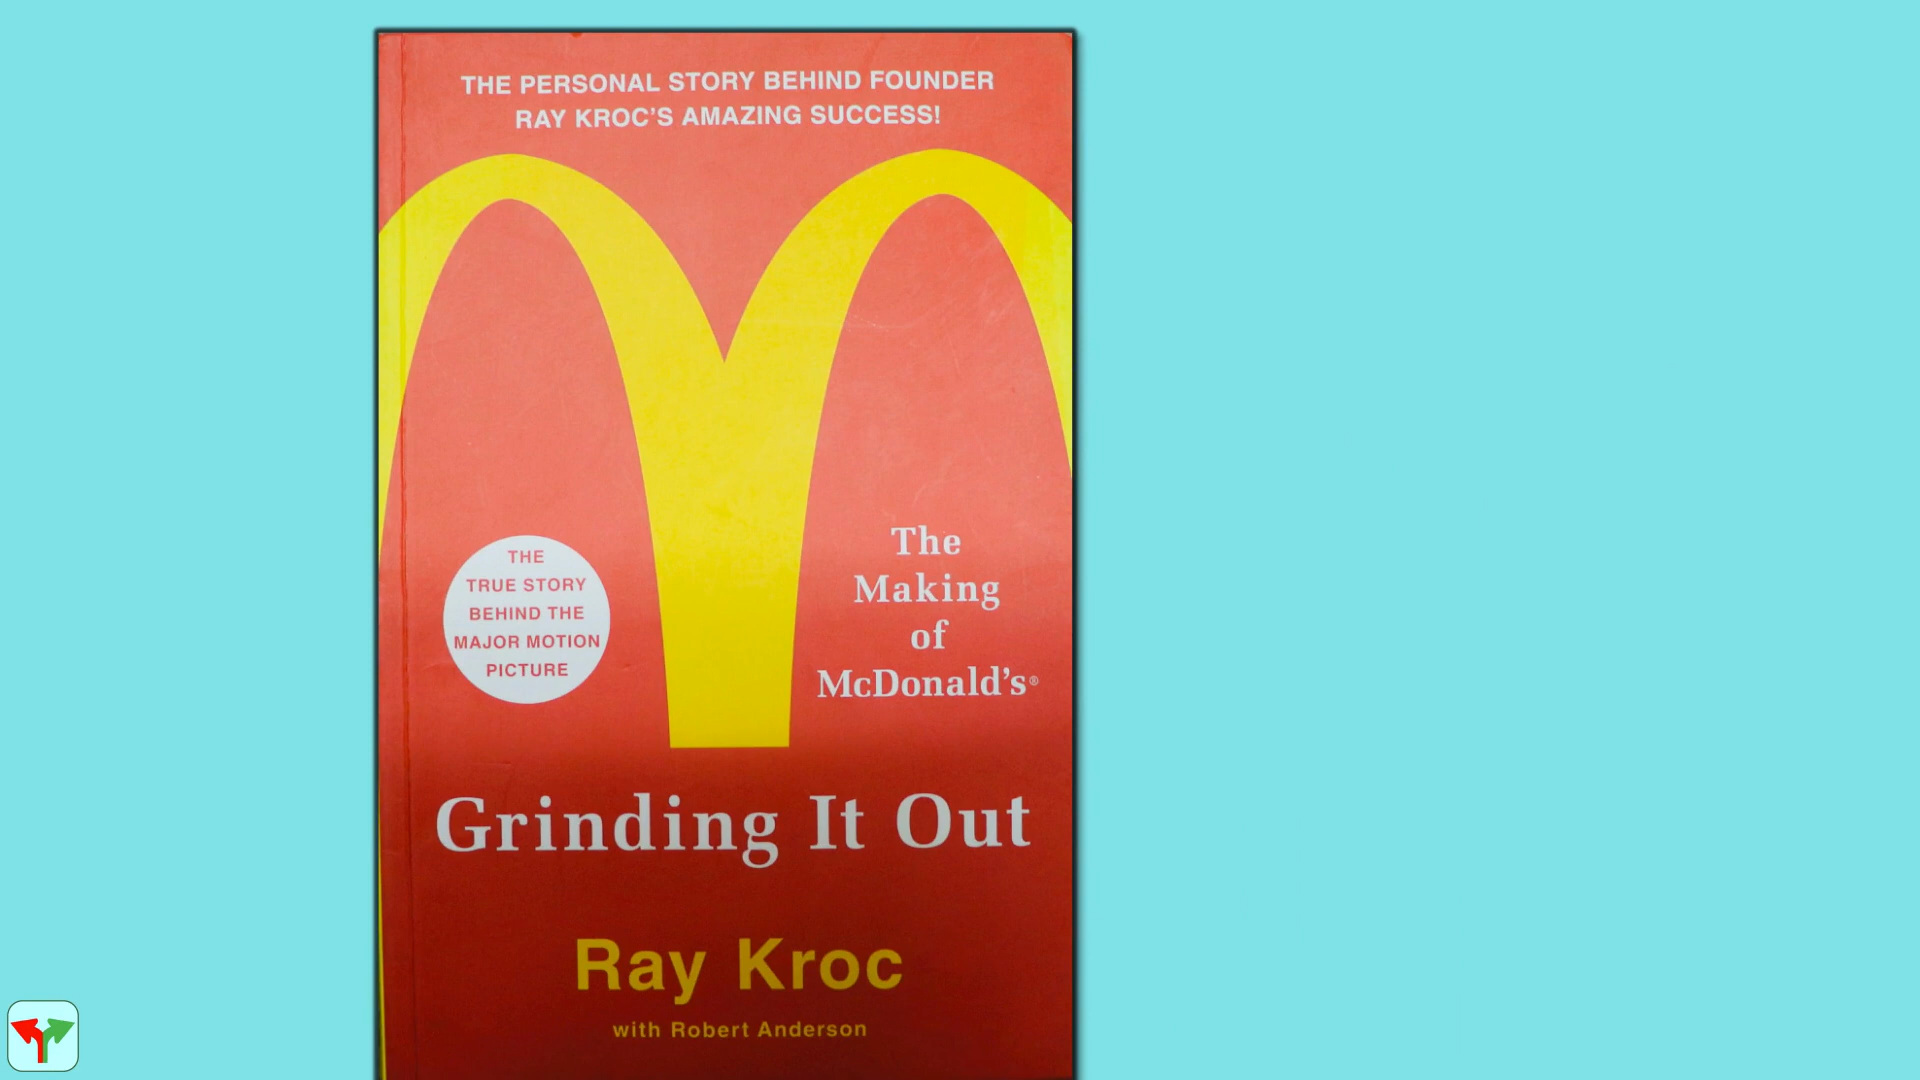 THE PERSONAL STORY BEHIND FOUNDER
RAY KROC'S AMAZING SUCCESS!
THE
TRUE STORY
BEHIND THE
MAJOR MOTION
PICTURE
The
Making
of
McDonald's®
Grinding It Out
Ray Kroc
with Robert Anderson